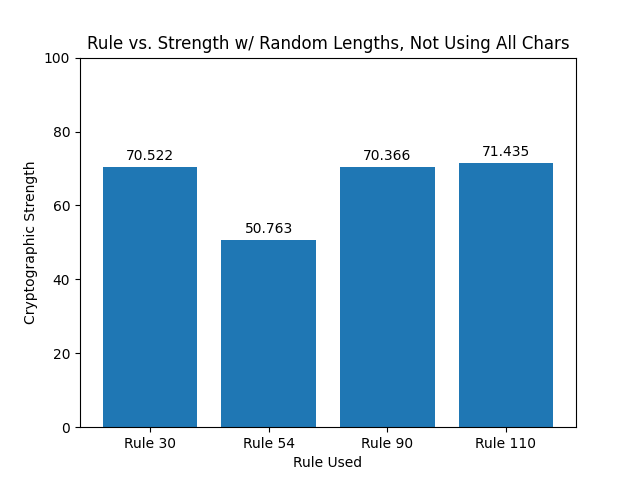 Rule vs. Strength w/ Random Lengths, Not Using All Chars
100
80
60
40
20
0
Cryptographic Strength
70.522
50.763
70.366
71.435
Rule 30
Rule 54
Rule 90
Rule 110
Rule Used